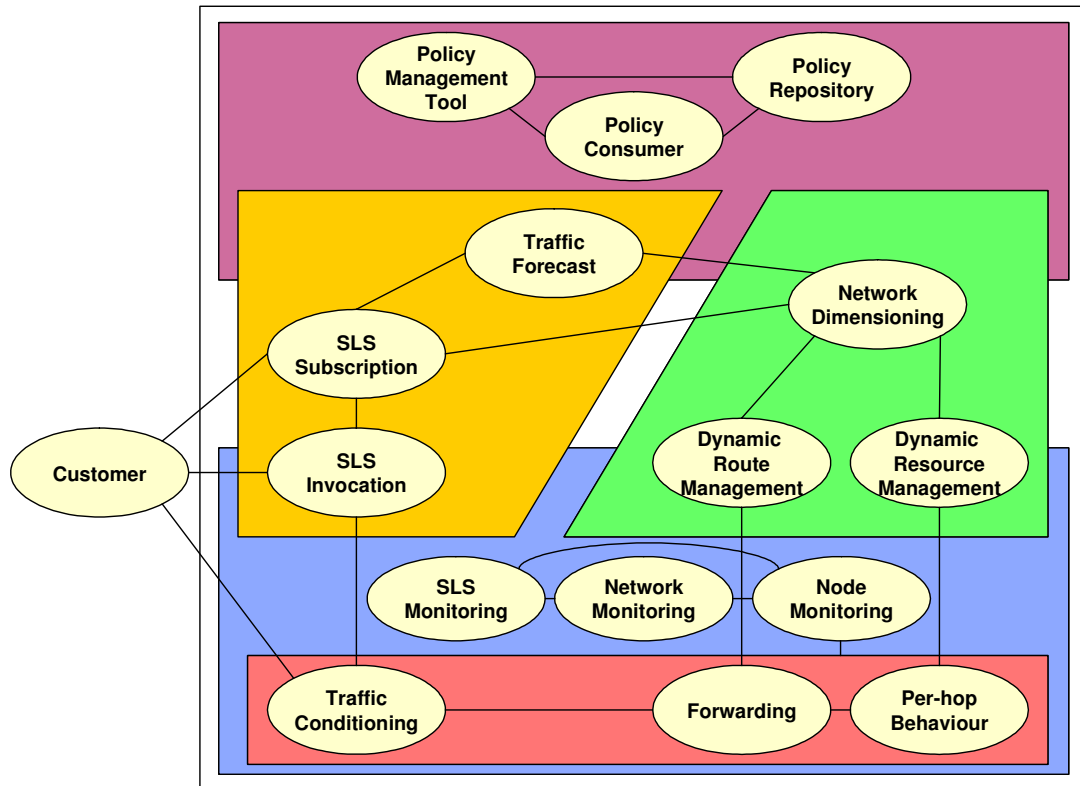 Policy
Management
Tool
Policy
Repository
Policy
Consumer
Traffic
Forecast
Network
Dimensioning
SLS
Subscription
Customer
SLS
Invocation
Dynamic
Route
Management
Dynamic
Resource
Management
SLS
Monitoring
Network
Monitoring
Node
Monitoring
Traffic
Conditioning
Forwarding
Per-hop
Behaviour